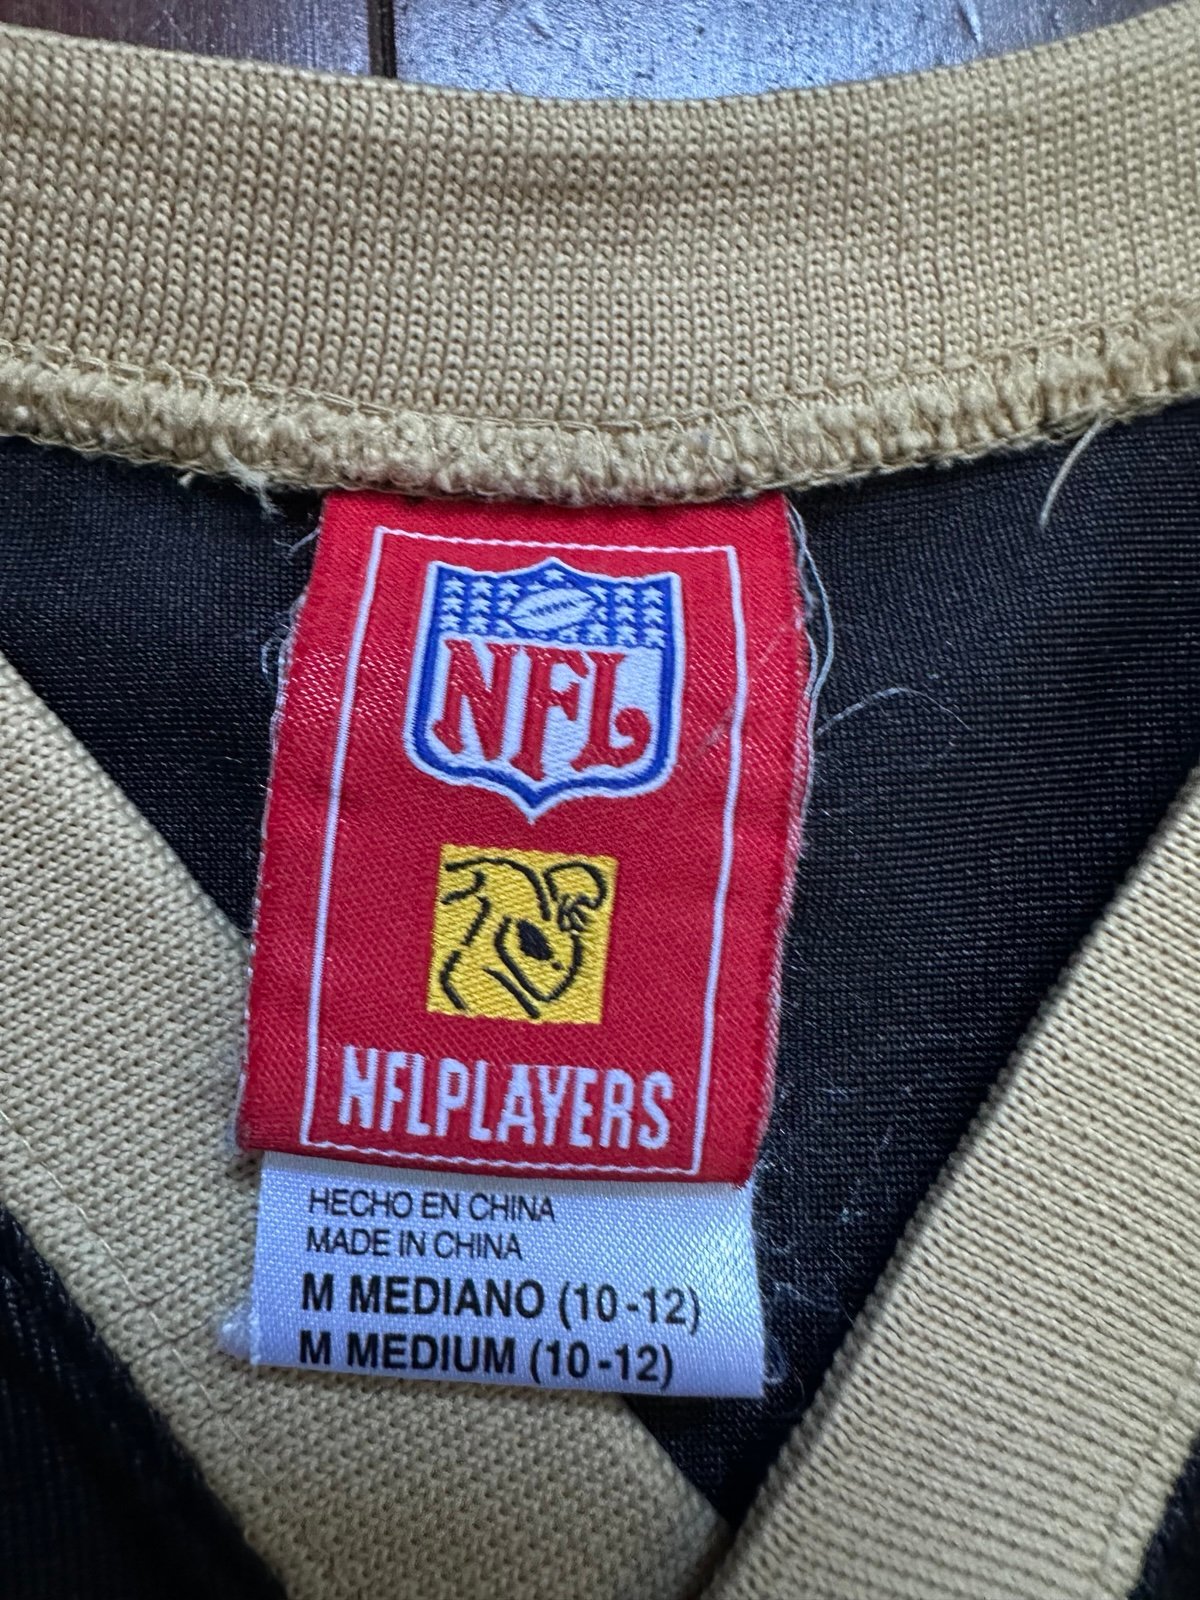 NFL
NFLPLAYERS
HECHO EN CHINA
MADE IN CHINA
M MEDIANO (10-12)
M MEDIUM (10-12)